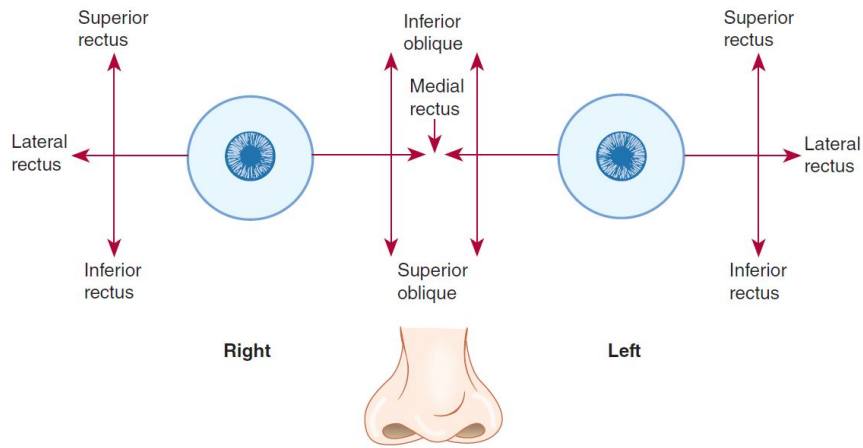 Superior
rectus
Inferior
oblique
Superior
rectus
Medial
rectus
Lateral
rectus
Lateral
rectus
Inferior
rectus
Superior
oblique
Inferior
rectus
Right
Left